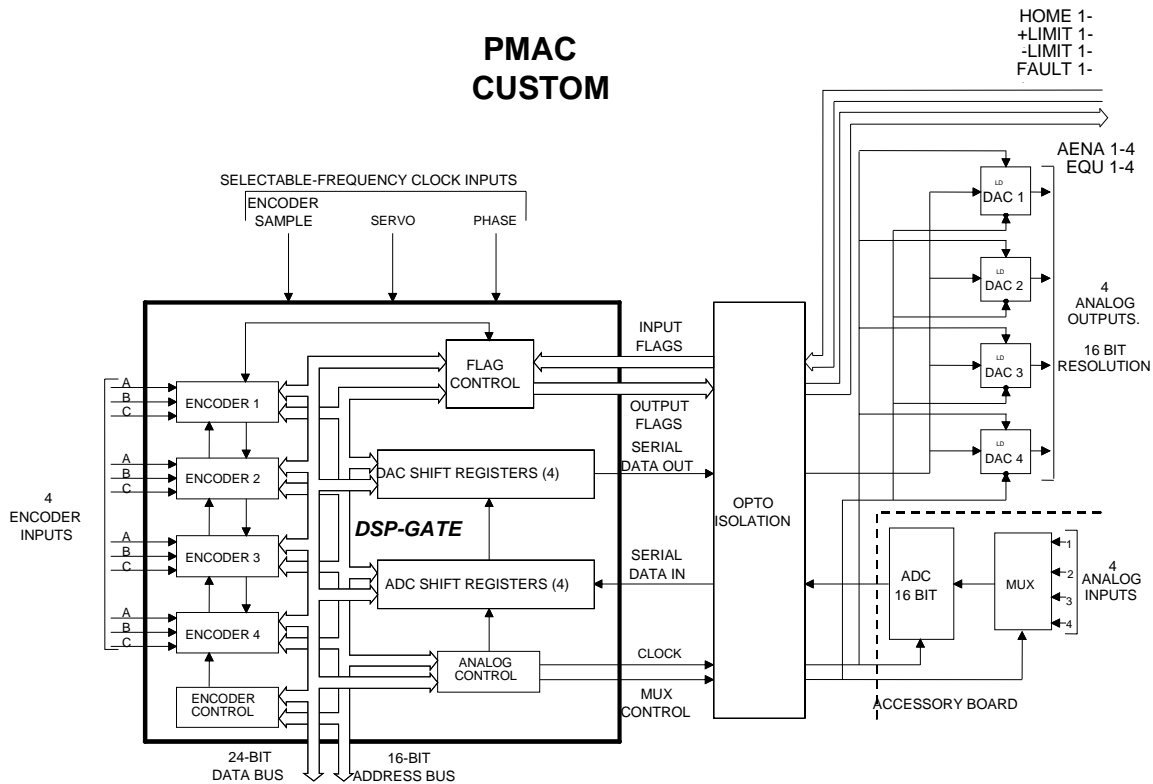 PMAC
CUSTOM
HOME 1-
+LIMIT 1-
-LIMIT 1-
FAULT 1-
AENA 1-4
EQU 1-4
SELECTABLE-FREQUENCY CLOCK INPUTS
ENCODER
SAMPLE
SERVO
PHASE
LD
DAC 1
LD
DAC 2
LD
DAC 3
LD
DAC 4
4
ANALOG
OUTPUTS.
16 BIT
RESOLUTION
INPUT
FLAGS
FLAG
CONTROL
OUTPUT
FLAGS
A
B
C
ENCODER 1
A
B
C
ENCODER 2
A
B
C
ENCODER 3
A
B
C
ENCODER 4
4
ENCODER
INPUTS
ENCODER
CONTROL
DAC SHIFT REGISTERS (4)
SERIAL
DATA OUT
DSP-GATE
ADC SHIFT REGISTERS (4)
SERIAL
DATA IN
OPTO
ISOLATION
ANALOG
CONTROL
CLOCK
MUX
CONTROL
ADC
16 BIT
MUX
1
2
3
4
4
ANALOG
INPUTS
ACCESSORY BOARD
24-BIT
DATA BUS
16-BIT
ADDRESS BUS